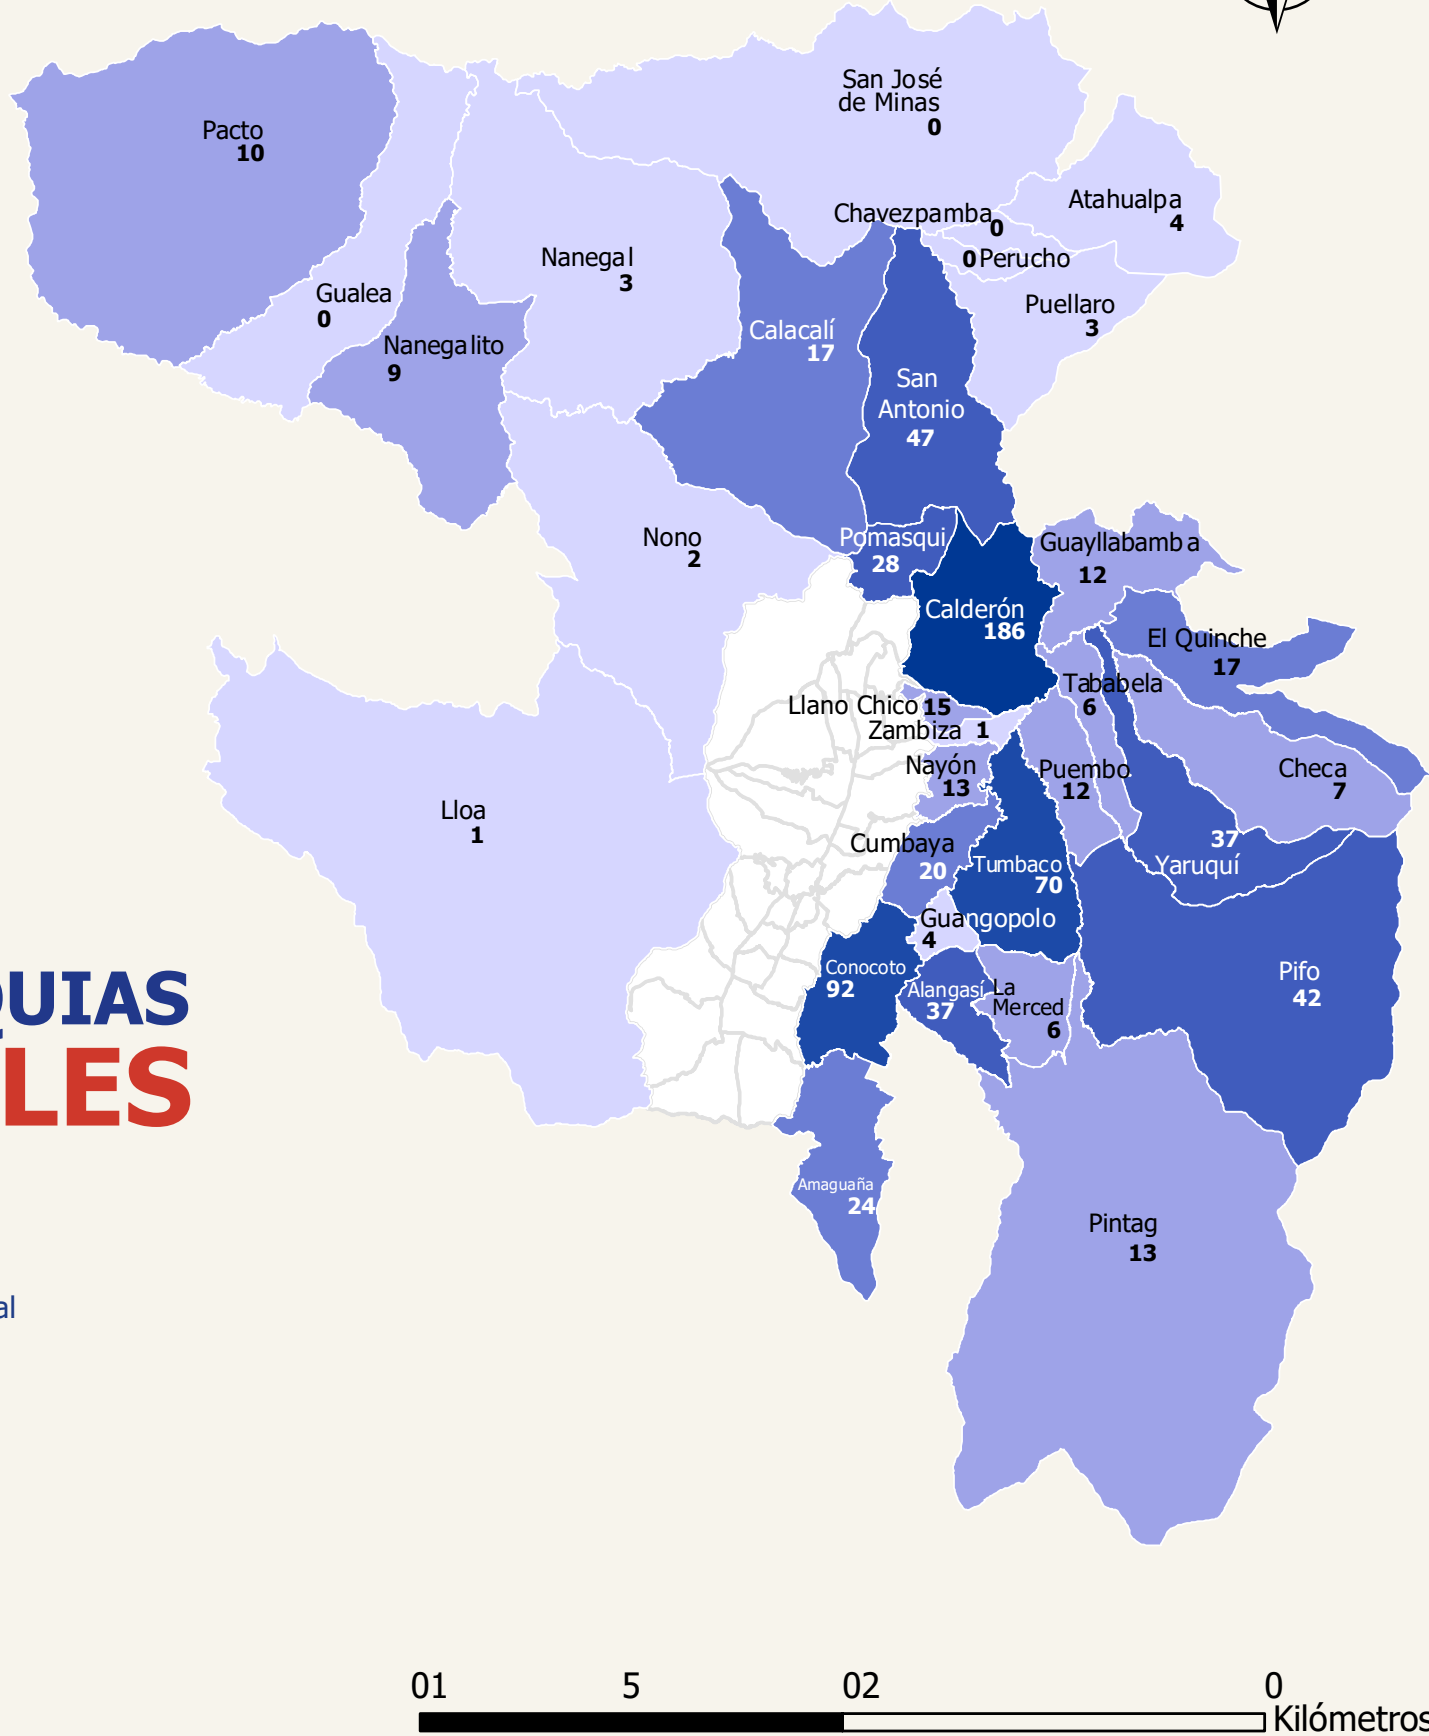 San José
de Minas
0
Pacto
10
Atahualpa
4
Chavezpamba
0
Nanegal
3
0 Perucho
Gualea
0
Puellaro
3
Nanegalito
9
Calacalí
17
San
Antonio
47
Nono
2
Pomasqui
28
Guayllabamba
12
Calderón
186
El Quinche
17
Tababela
6
Llano Chico 15
Zambiza 1
Nayón
13
Puembo
12
Checa
7
Lloa
1
Cumbaya
20
37
Yaruquí
Tumbaco
70
Guangopolo
4
Conocoto
92
Alangasí
37
La
Merced
6
Pifo
42
QUIAS
LES
Amaguaña
24
Pintag
13
al
01 5 02 0
Kilómetros